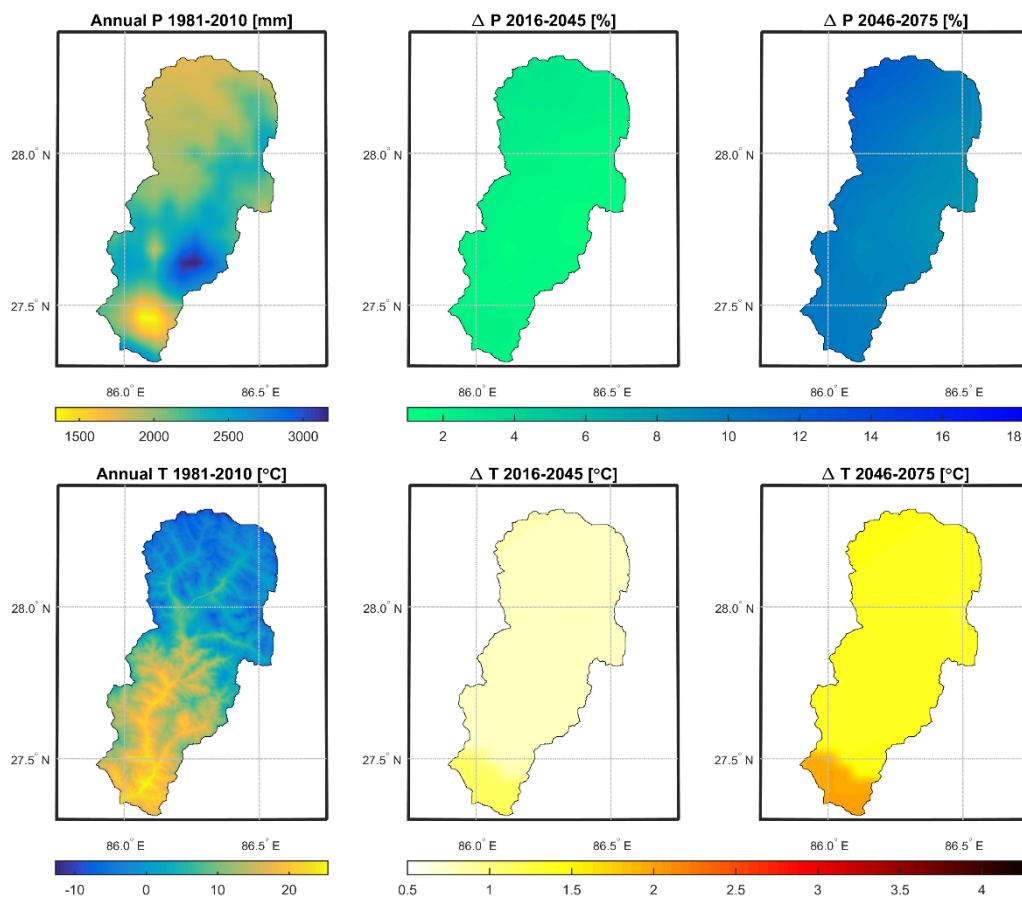 Annual P 1981-2010 [mm]
Δ P 2016-2045 [%]
Δ P 2046-2075 [%]
28.0° N
28.0° N
28.0° N
27.5° N
27.5° N
27.5° N
86.0° 86.5° E
86.0° 86.5° E
86.0° 86.5° E
1500 2000 2500 3000
2 4 6 8 10 12 14 16 18
Annual T 1981-2010 [°C]
Δ T 2016-2045 [°C]
Δ T 2046-2075 [°C]
28.0° N
28.0° N
28.0° N
27.5° N
27.5° N
27.5° N
86.0° 86.5° E
86.0° 86.5° E
86.0° 86.5° E
-10 0 10 20
0.5 1 1.5 2 2.5 3 3.5 4